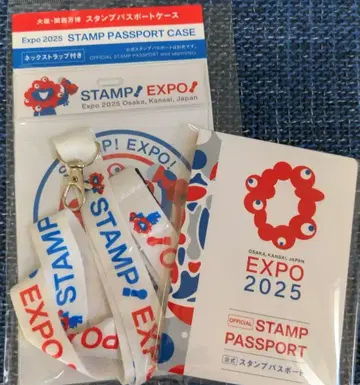 大阪・関西万博 スタンプパスポートケース
Expo 2025 STAMP PASSPORT CASE
ネックストラップ付き
OFFICIAL STAMP PASSPORT
STAMP! EXPO!
Expo 2025 Osaka, Kansai, Japan
STAMP! EXPO!
STAMP!
EXPO
STAMP!
EXPO
OSAKA, KANSAI, JAPAN
EXPO
2025
OFFICIAL STAMP
PASSPORT
公式 スタンプパスポート